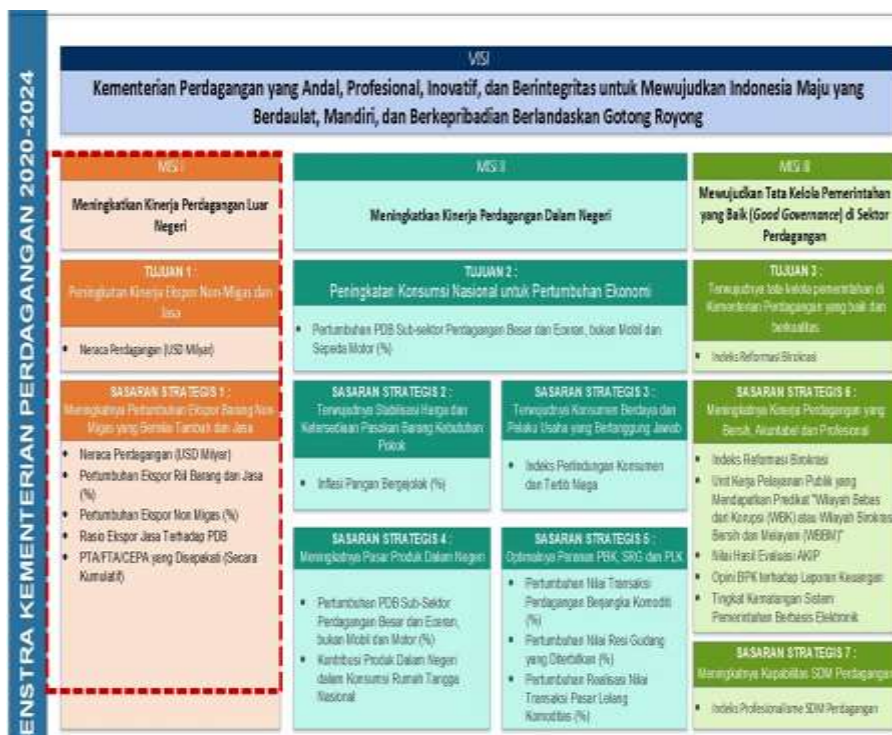 ENSTRA KEMENTERIAN PERDAGANGAN 2020-2024
VISI
Kementerian Perdagangan yang Andal, Profesional, Inovatif, dan Berintegritas untuk Mewujudkan Indonesia Maju yang
Berdaulat, Mandiri, dan Berkepribadian Berlandaskan Gotong Royong
MISI I
Meningkatkan Kinerja Perdagangan Luar
Negeri
TUJUAN 1 :
Peningkatan Kinerja Ekspor Non-Migas dan
Jasa
• Neraca Perdagangan (USD Milyar)
SASARAN STRATEGIS 1 :
Meningkatnya Pertumbuhan Ekspor Barang Non-
Migas yang Bernilai Tambah dan Jasa
• Neraca Perdagangan (USD Milyar)
• Pertumbuhan Ekspor Riil Barang dan Jasa
(%)
• Pertumbuhan Ekspor Non Migas (%)
• Rasio Ekspor Jasa Terhadap PDB
• PTA/FTA/CEPA yang Disepakati (Secara
Kumulatif)
MISI II
Meningkatkan Kinerja Perdagangan Dalam Negeri
TUJUAN 2 :
Peningkatan Konsumsi Nasional untuk Pertumbuhan Ekonomi
• Pertumbuhan PDB Sub-sektor Perdagangan Besar dan Eceran, bukan Mobil dan
Sepeda Motor (%)
SASARAN STRATEGIS 2 :
Terwujudnya Stabilisasi Harga dan
Ketersediaan Pasokan Barang Kebutuhan
Pokok
• Inflasi Pangan Bergejolak (%)
SASARAN STRATEGIS 3 :
Terwujudnya Konsumen Berdaya dan
Pelaku Usaha yang Bertanggung Jawab
• Indeks Perlindungan Konsumen
dan Tertib Niaga
SASARAN STRATEGIS 4 :
Meningkatnya Pasar Produk Dalam Negeri
• Pertumbuhan PDB Sub-Sektor
Perdagangan Besar dan Eceran,
bukan Mobil dan Motor (%)
• Kontribusi Produk Dalam Negeri
dalam Konsumsi Rumah Tangga
Nasional
SASARAN STRATEGIS 5 :
Optimalnya Peranan PBK, SRG dan PLK
• Pertumbuhan Nilai Transaksi
Perdagangan Berjangka Komoditi
(%)
• Pertumbuhan Nilai Resi Gudang
yang Diterbitkan (%)
• Pertumbuhan Realisasi Nilai
Transaksi Pasar Lelang
Komoditas (%)
MISI III
Mewujudkan Tata Kelola Pemerintahan
yang Baik (Good Governance) di Sektor
Perdagangan
TUJUAN 3 :
Terwujudnya tata kelola pemerintahan di
Kementerian Perdagangan yang baik dan
berkualitas
• Indeks Reformasi Birokrasi
SASARAN STRATEGIS 6 :
Meningkatnya Kinerja Perdagangan yang
Bersih, Akuntabel dan Profesional
• Indeks Reformasi Birokrasi
• Unit Kerja Pelayanan Publik yang
Mendapatkan Predikat "Wilayah Bebas
dari Korupsi (WBK) atau Wilayah Birokrasi
Bersih dan Melayani (WBBM)"
• Nilai Hasil Evaluasi AKIP
• Opini BPK terhadap Laporan Keuangan
• Tingkat Kematangan Sistem
Pemerintahan Berbasis Elektronik
SASARAN STRATEGIS 7 :
Meningkatnya Kapabilitas SDM Perdagangan
• Indeks Profesionalisme SDM Perdagangan